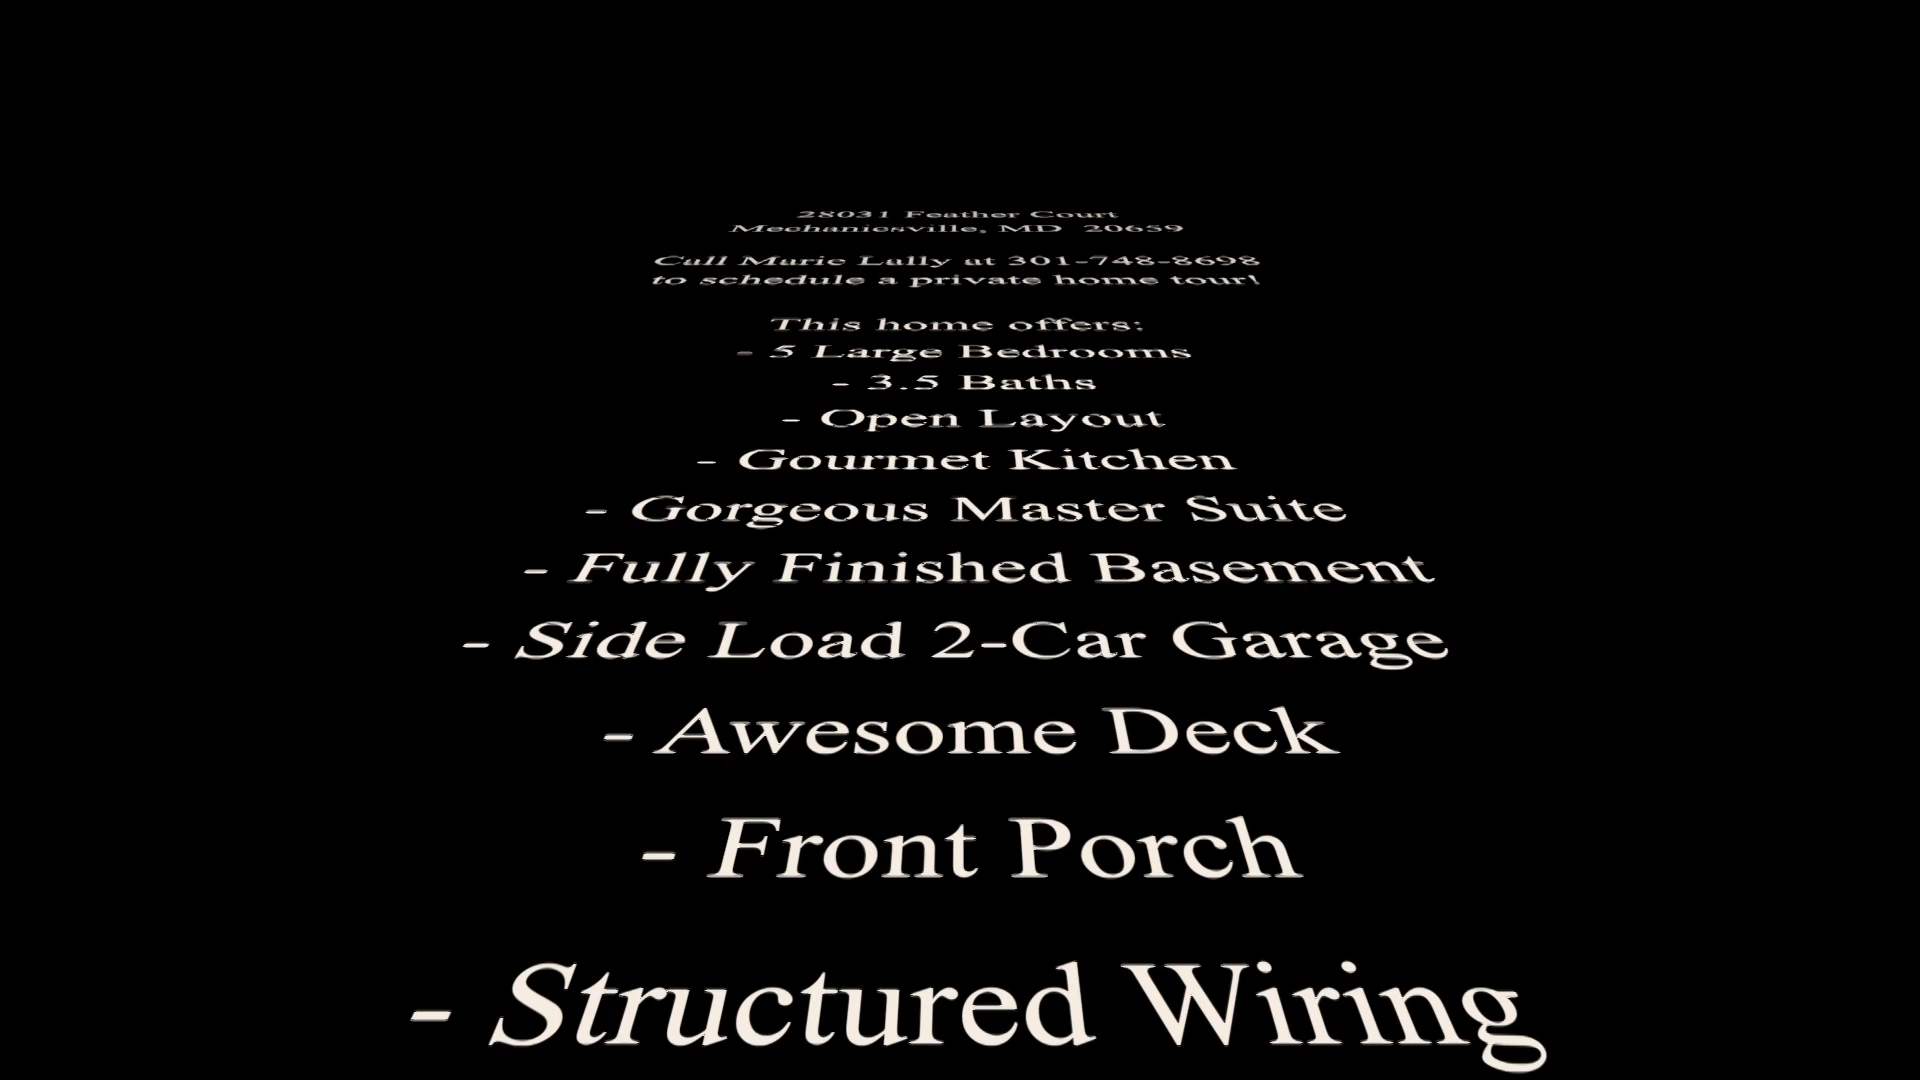 28031 Feather Court
Mechanicsville, MD  20659
Call Marie Lally at 301-748-8698
to schedule a private home tour!
This home offers:
- 5 Large Bedrooms
- 3.5 Baths
- Open Layout
- Gourmet Kitchen
- Gorgeous Master Suite
- Fully Finished Basement
- Side Load 2-Car Garage
- Awesome Deck
- Front Porch
- Structured Wiring